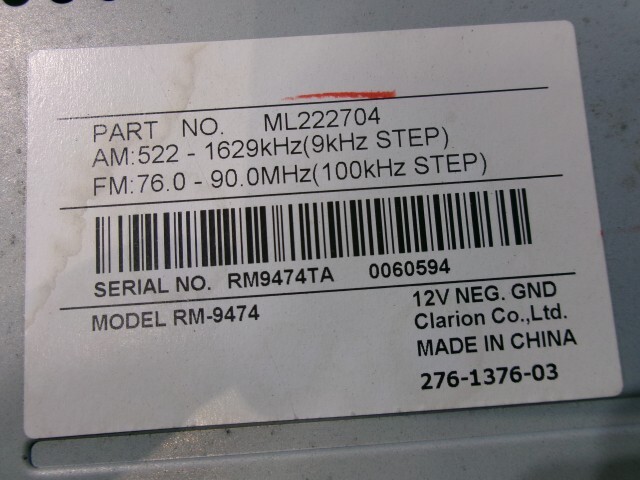 PART NO. ML222704
AM:522 - 1629kHz(9kHz STEP)
FM:76.0 - 90.0MHz(100kHz STEP)
SERIAL NO. RM9474TA 0060594
MODEL RM-9474
12V NEG. GND
Clarion Co.,Ltd.
MADE IN CHINA
276-1376-03